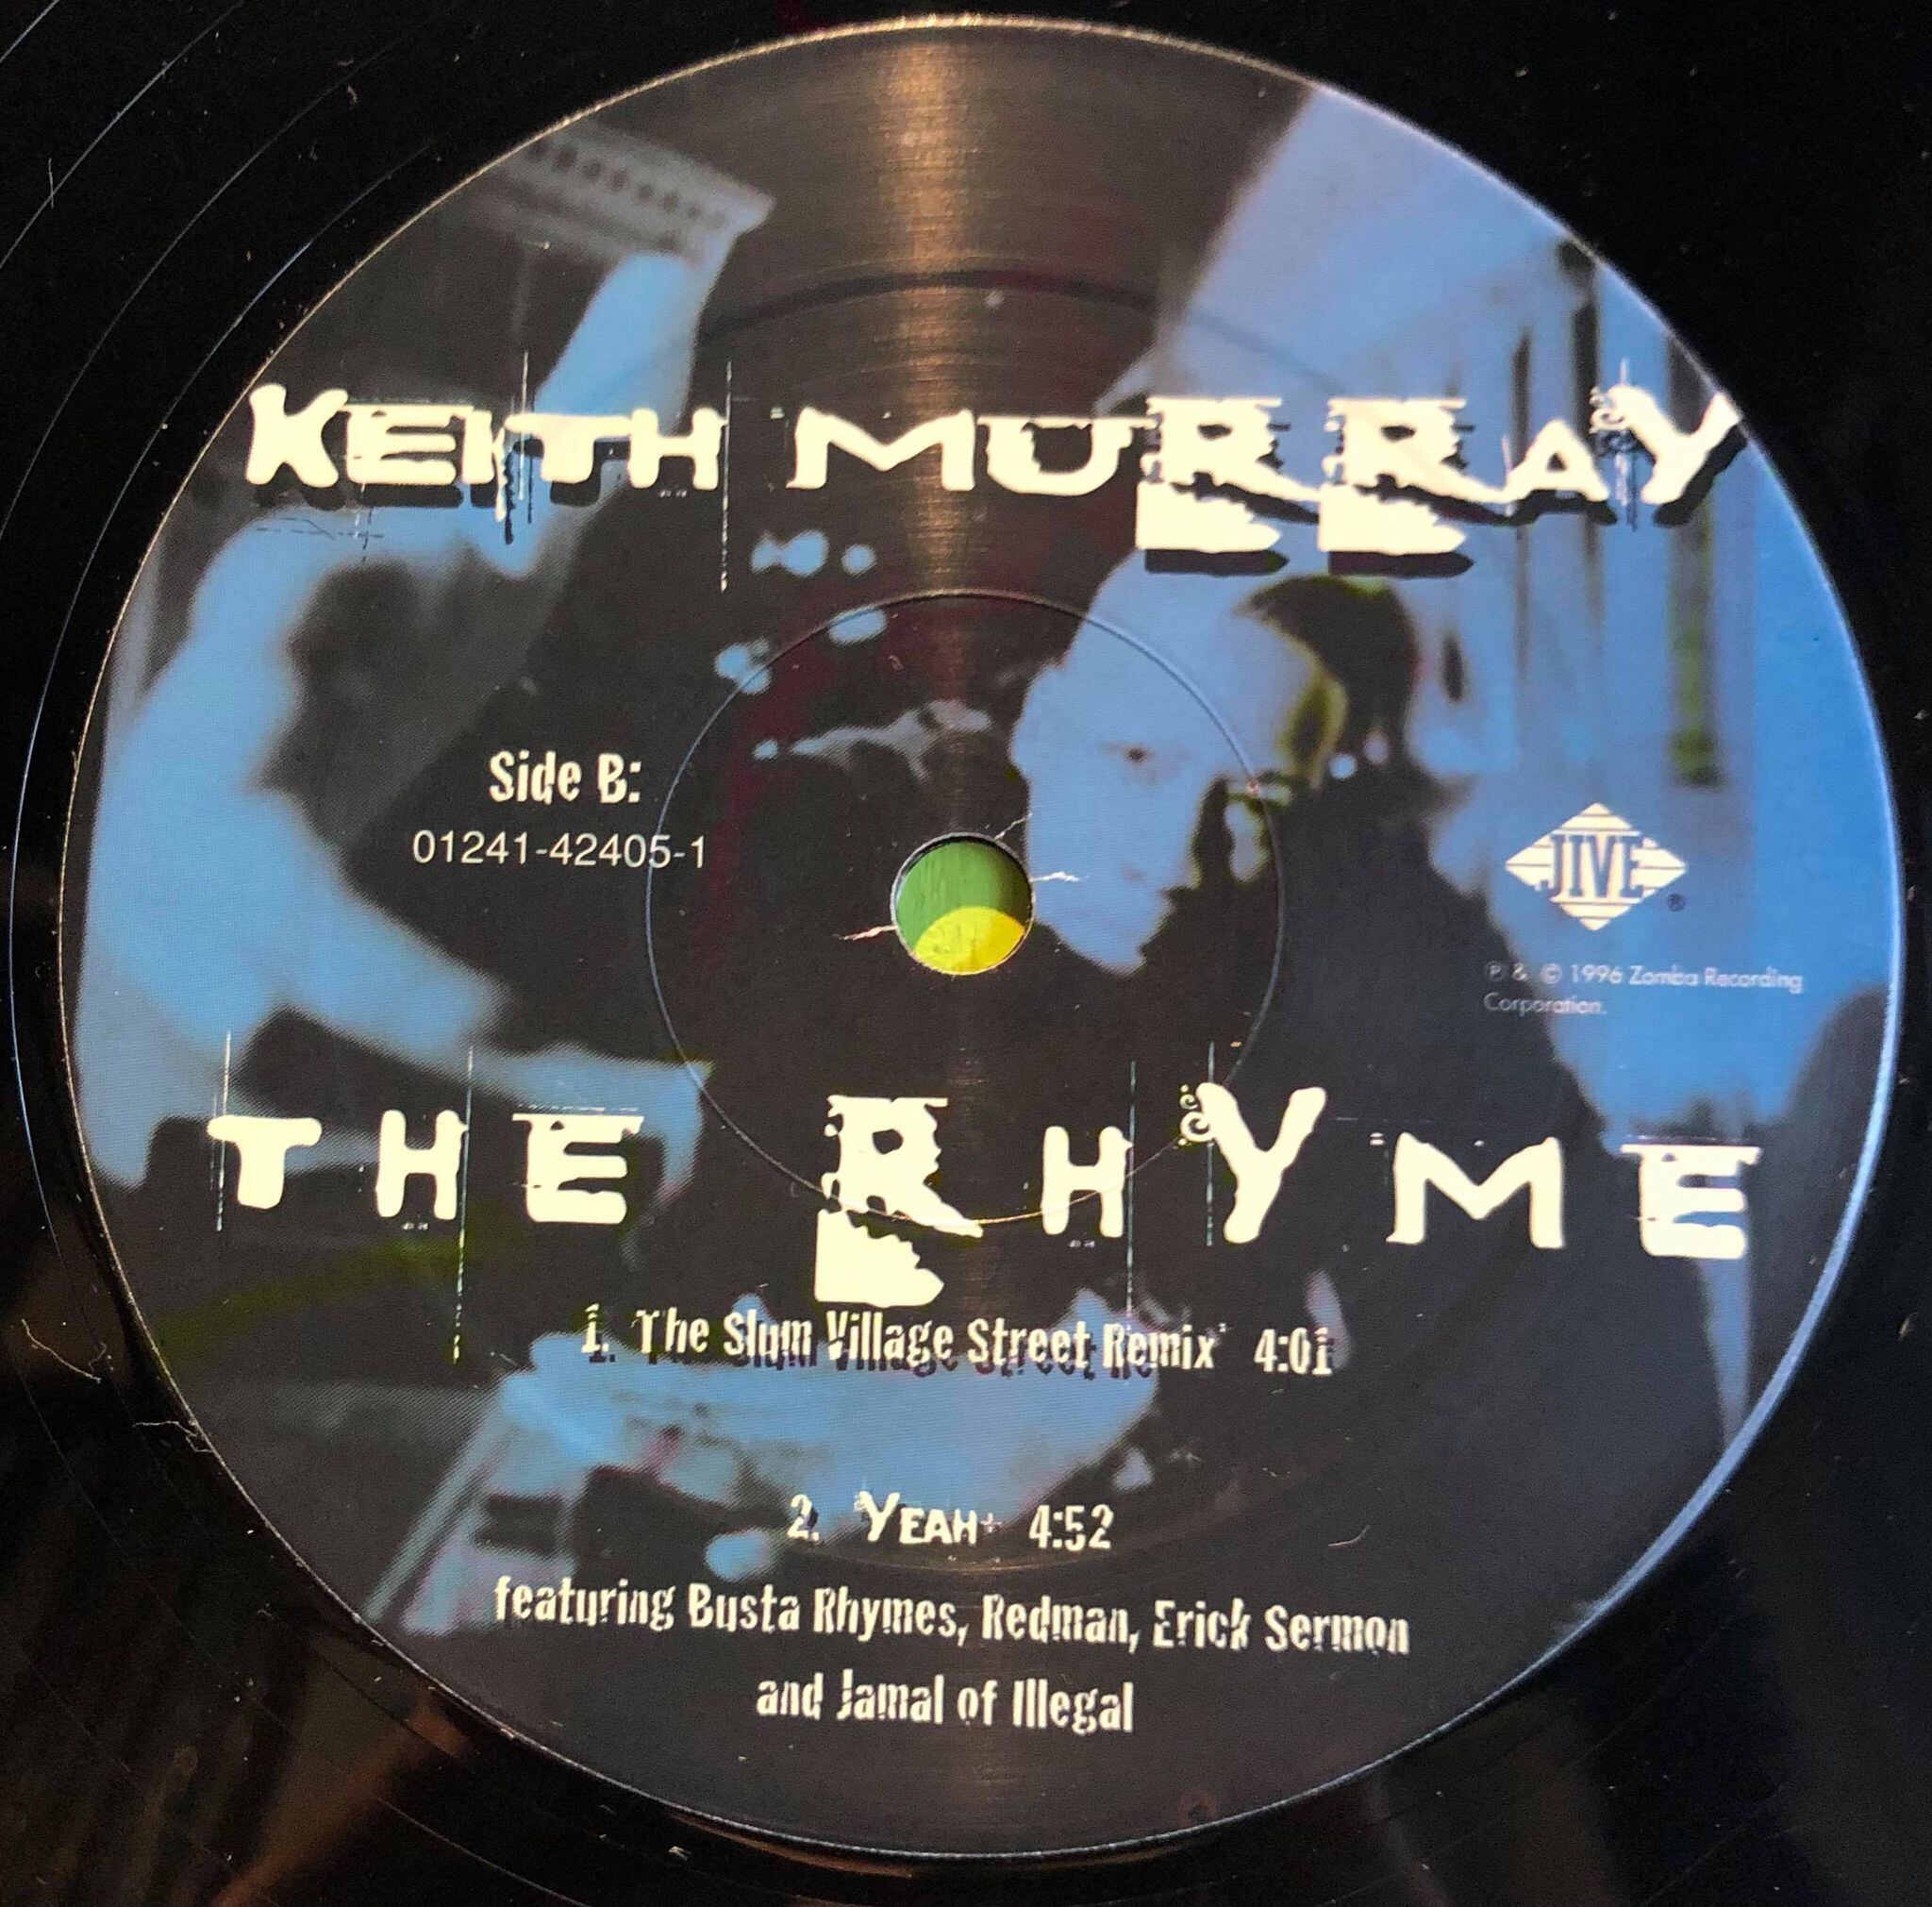 KEITH MURRAY
Side B:
01241-42405-1
JIVE ®
℗ & © 1996 Zomba Recording
Corporation.
THE RHYME
1. The Slum Village Street Remix* 4:01
2. YEAH+ 4:52
featuring Busta Rhymes, Redman, Erick Sermon
and Jamal of Illegal